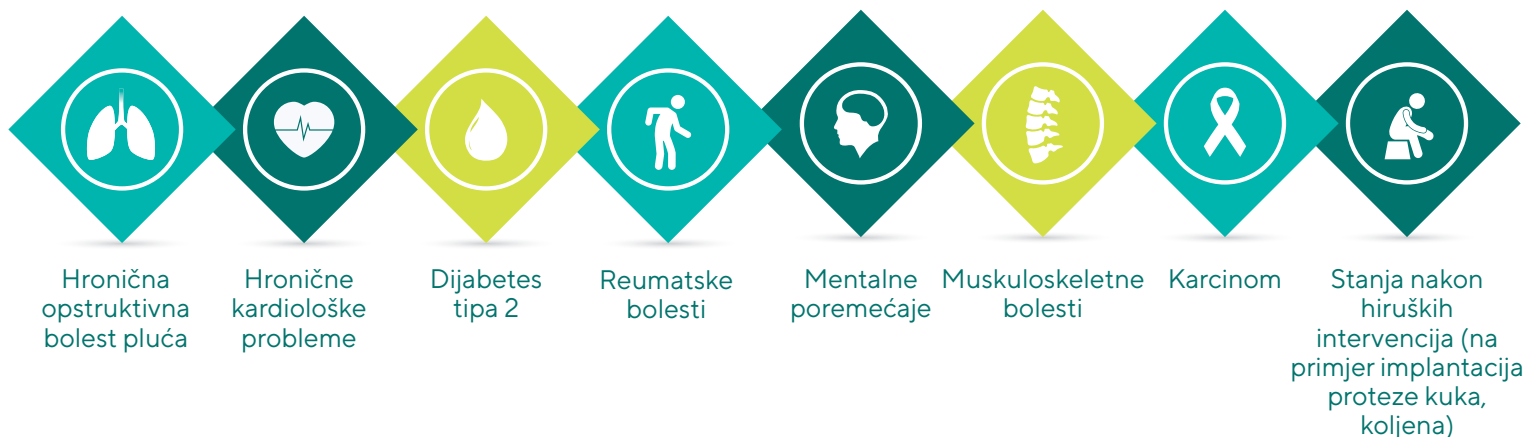 Hronična
opstruktivna
bolest pluća
Hronične
kardiološke
probleme
Dijabetes
tipa 2
Reumatske
bolesti
Mentalne
poremećaje
Muskuloskeletne
bolesti
Karcinom
Stanja nakon
hiruških
intervencija (na
primjer implantacija
proteze kuka,
koljena)